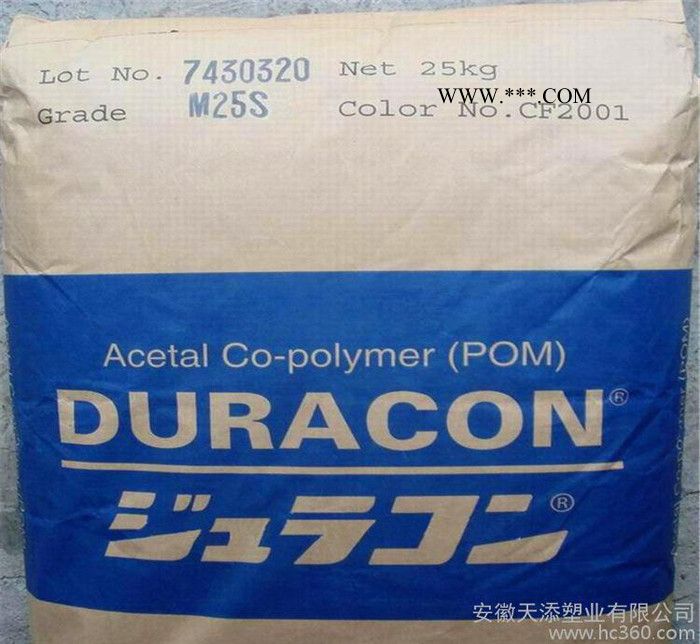 Lot No. 7430320 Net 25kg
WWW.***.COM
Grade M25S Color No.CF2001
Acetal Co-polymer (POM)
DURACON®
ジュラコン®
安徽天添塑业有限公司
www.hc360.com